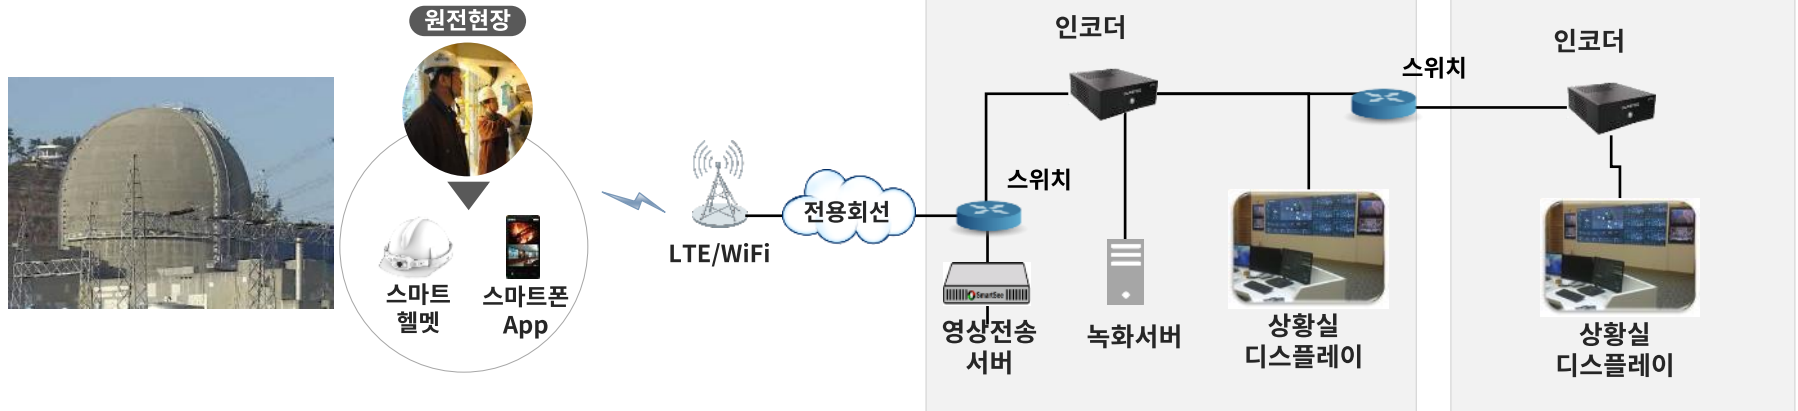 원전현장
스마트
헬멧
스마트폰
App
LTE/WiFi
전용회선
스위치
SmartSee
영상전송
서버
인코더
녹화서버
상황실
디스플레이
스위치
인코더
상황실
디스플레이